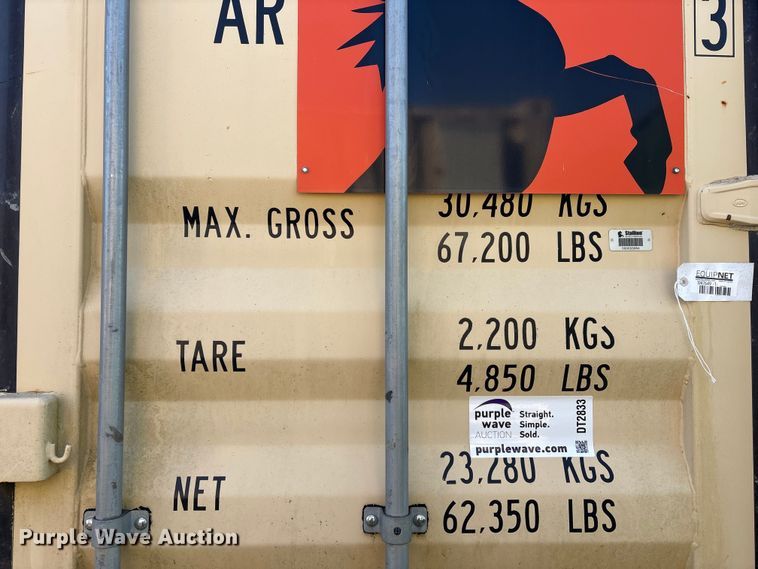 AR
3
MAX. GROSS 30,480 KGS
67,200 LBS
Stallion
EQUIPNET
TARE 2,200 KGS
4,850 LBS
purple wave AUCTION
Straight.
Simple.
Sold.
DT2833
purplewave.com
23,280 KGS
NET 62,350 LBS
Purple Wave Auction